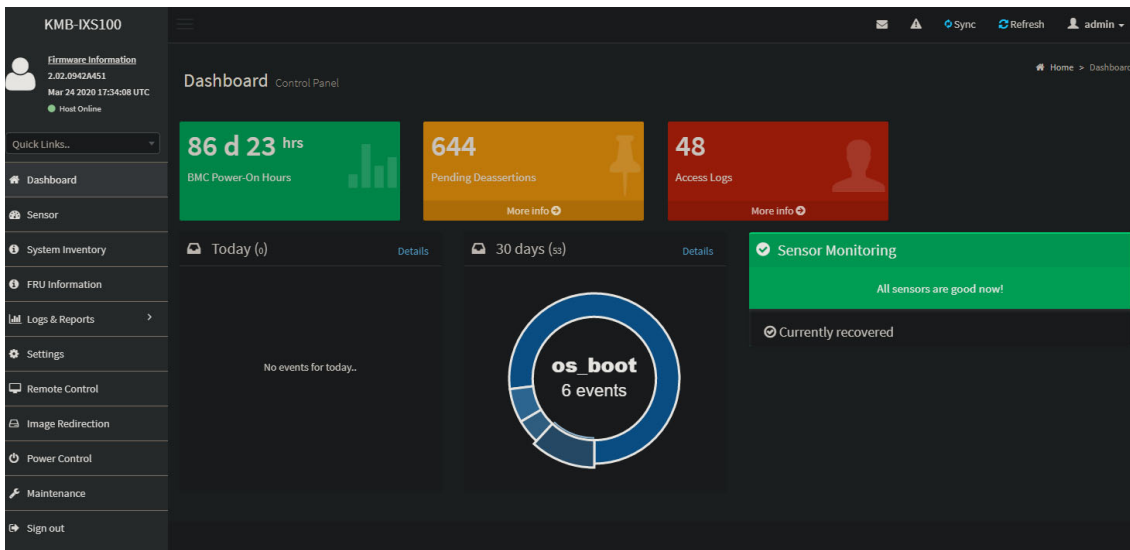 KMB-IXS100
Sync
Refresh
admin
Firmware Information
2.02.0942A451
Mar 24 2020 17:34:08 UTC
Host Online
Quick Links..
Dashboard
Sensor
System Inventory
FRU Information
Logs & Reports
Settings
Remote Control
Image Redirection
Power Control
Maintenance
Sign out
Dashboard Control Panel
Home > Dashboard
86 d 23 hrs
BMC Power-On Hours
644
Pending Deassertions
More info
48
Access Logs
More info
Today (0)
Details
No events for today..
30 days (53)
Details
os_boot
6 events
Sensor Monitoring
All sensors are good now!
Currently recovered